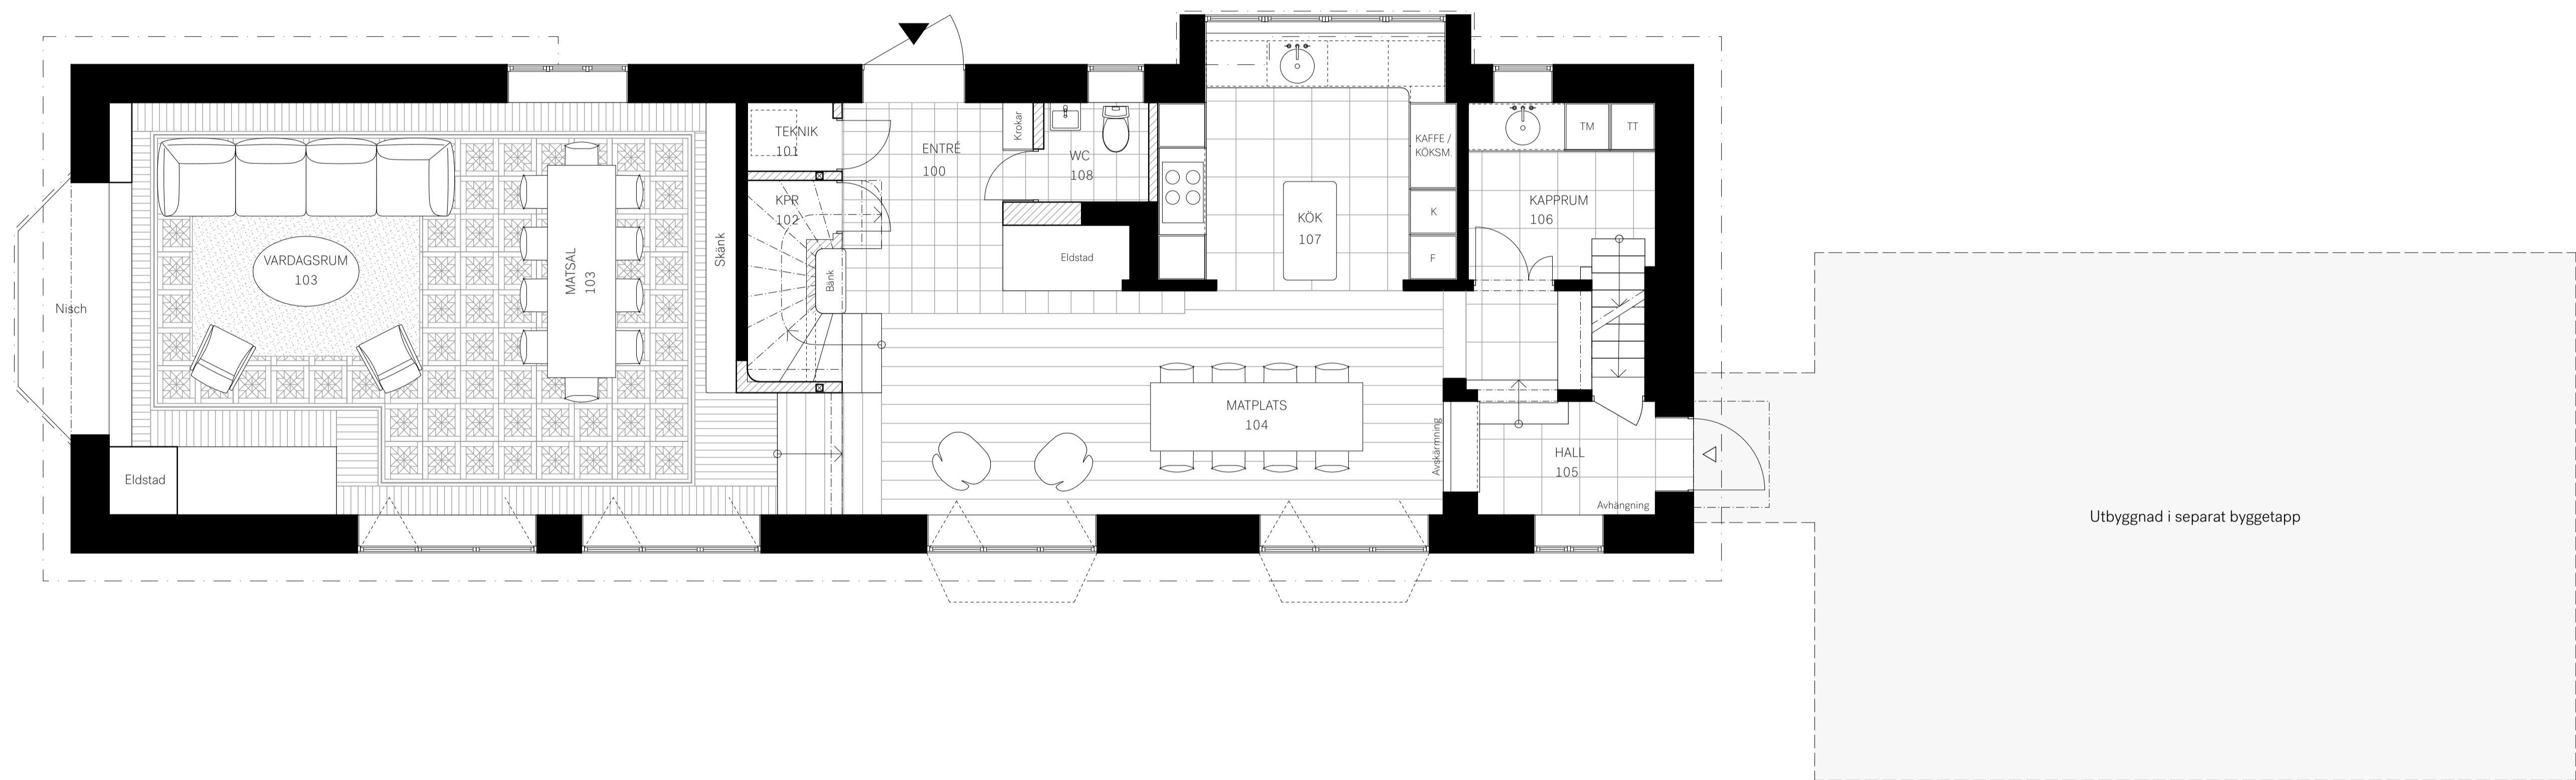 Nisch
VARDAGSRUM
103
Eldstad
MATSAL
103
Skänk
TEKNIK
101
KPR
102
Bänk
ENTRÉ
100
Krokar
WC
108
Eldstad
KÖK
107
KAFFE /
KÖKSM.
K
F
TM
TT
KAPPRUM
106
MATPLATS
104
Avskärmning
HALL
105
Avhängning
Utbyggnad i separat byggetapp